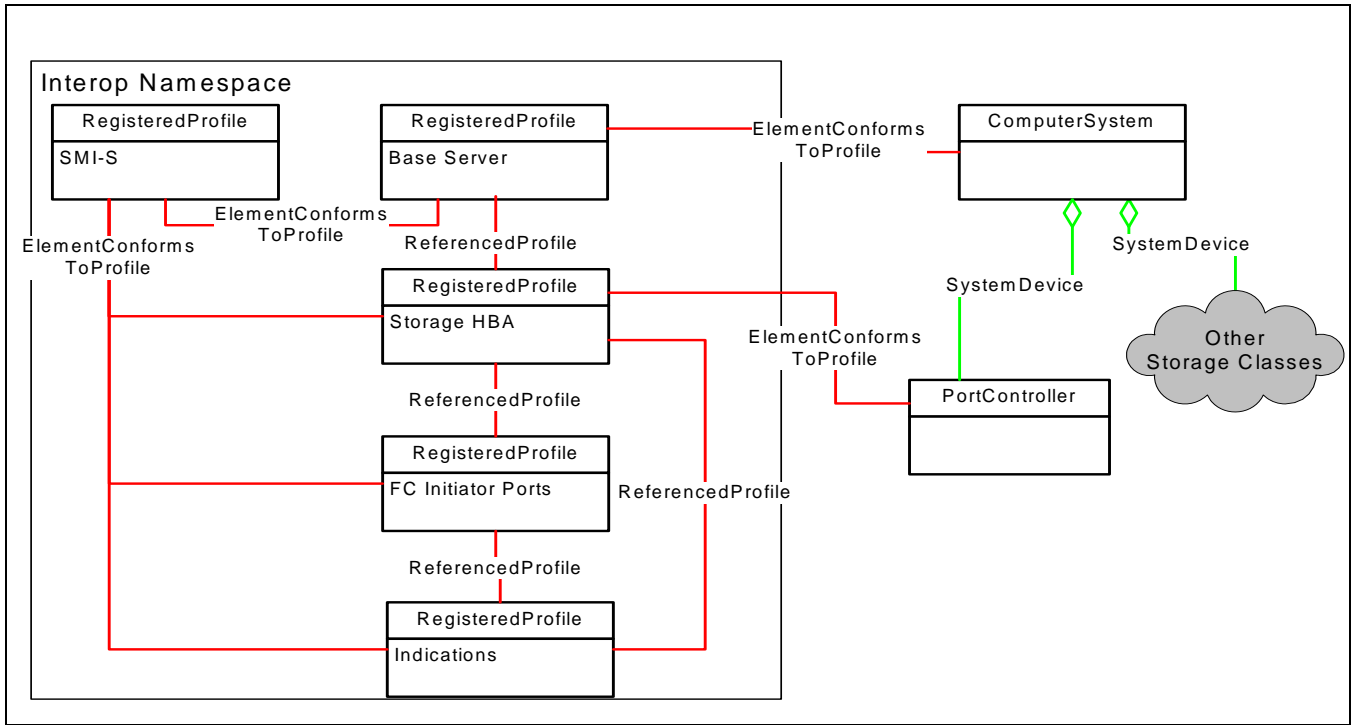 Interop Namespace
RegisteredProfile
SMI-S
RegisteredProfile
Base Server
ElementConforms
ToProfile
ComputerSystem
ElementConforms
ToProfile
ElementConforms
ToProfile
ReferencedProfile
SystemDevice
SystemDevice
RegisteredProfile
Storage HBA
ElementConforms
ToProfile
Other
Storage Classes
ReferencedProfile
PortController
RegisteredProfile
FC Initiator Ports
ReferencedProfile
ReferencedProfile
RegisteredProfile
Indications